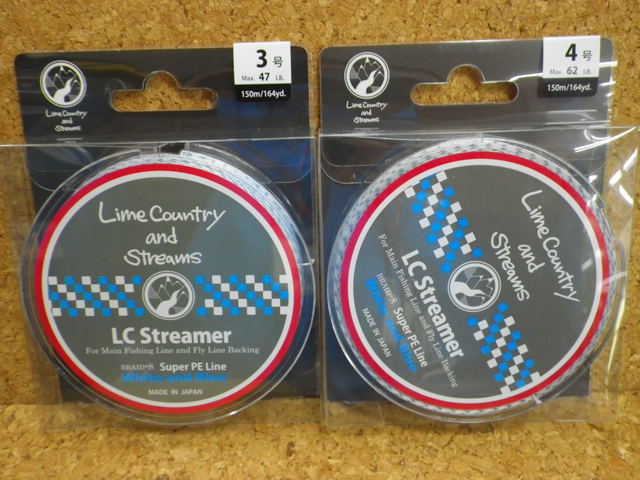 3号
Max. 47 LB.
150m/164yd.
Lime Country
and
Streams
Lime Country
and
Streams
LC Streamer
For Main Fishing Line and Fly Line Backing
BRAID×8 Super PE Line
White and Blue
MADE IN JAPAN
4号
Max. 62 LB.
150m/164yd.
Lime Country
and
Streams
Lime Country
and
Streams
LC Streamer
For Main Fishing Line and Fly Line Backing
BRAID×8 Super PE Line
White and Blue
MADE IN JAPAN